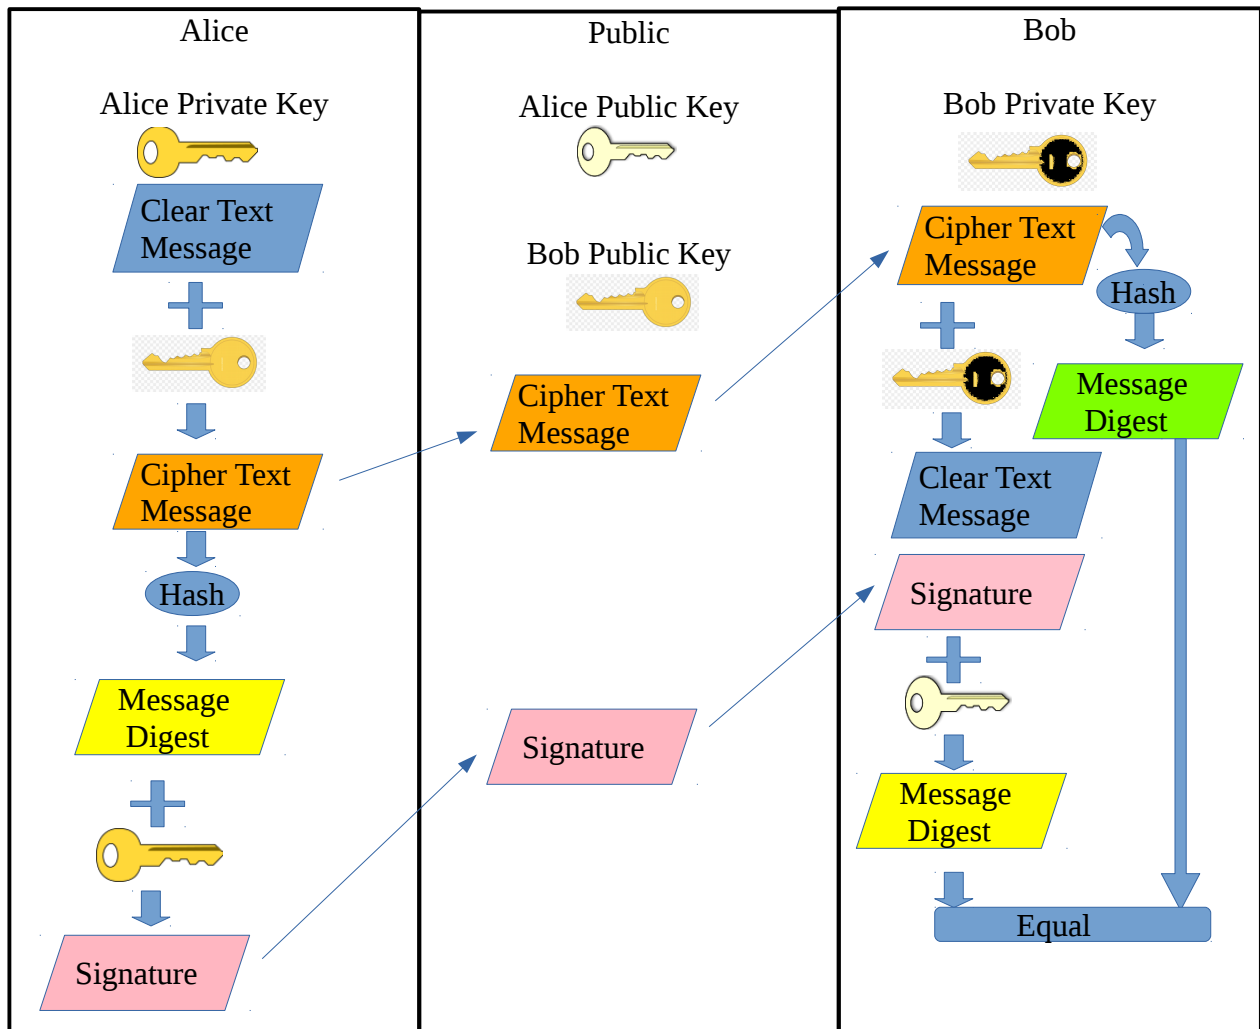 Alice
Alice Private Key
Clear Text
Message
Cipher Text
Message
Hash
Message
Digest
Signature
Public
Alice Public Key
Bob Public Key
Cipher Text
Message
Signature
Bob
Bob Private Key
Cipher Text
Message
Hash
Message
Digest
Clear Text
Message
Signature
Message
Digest
Equal